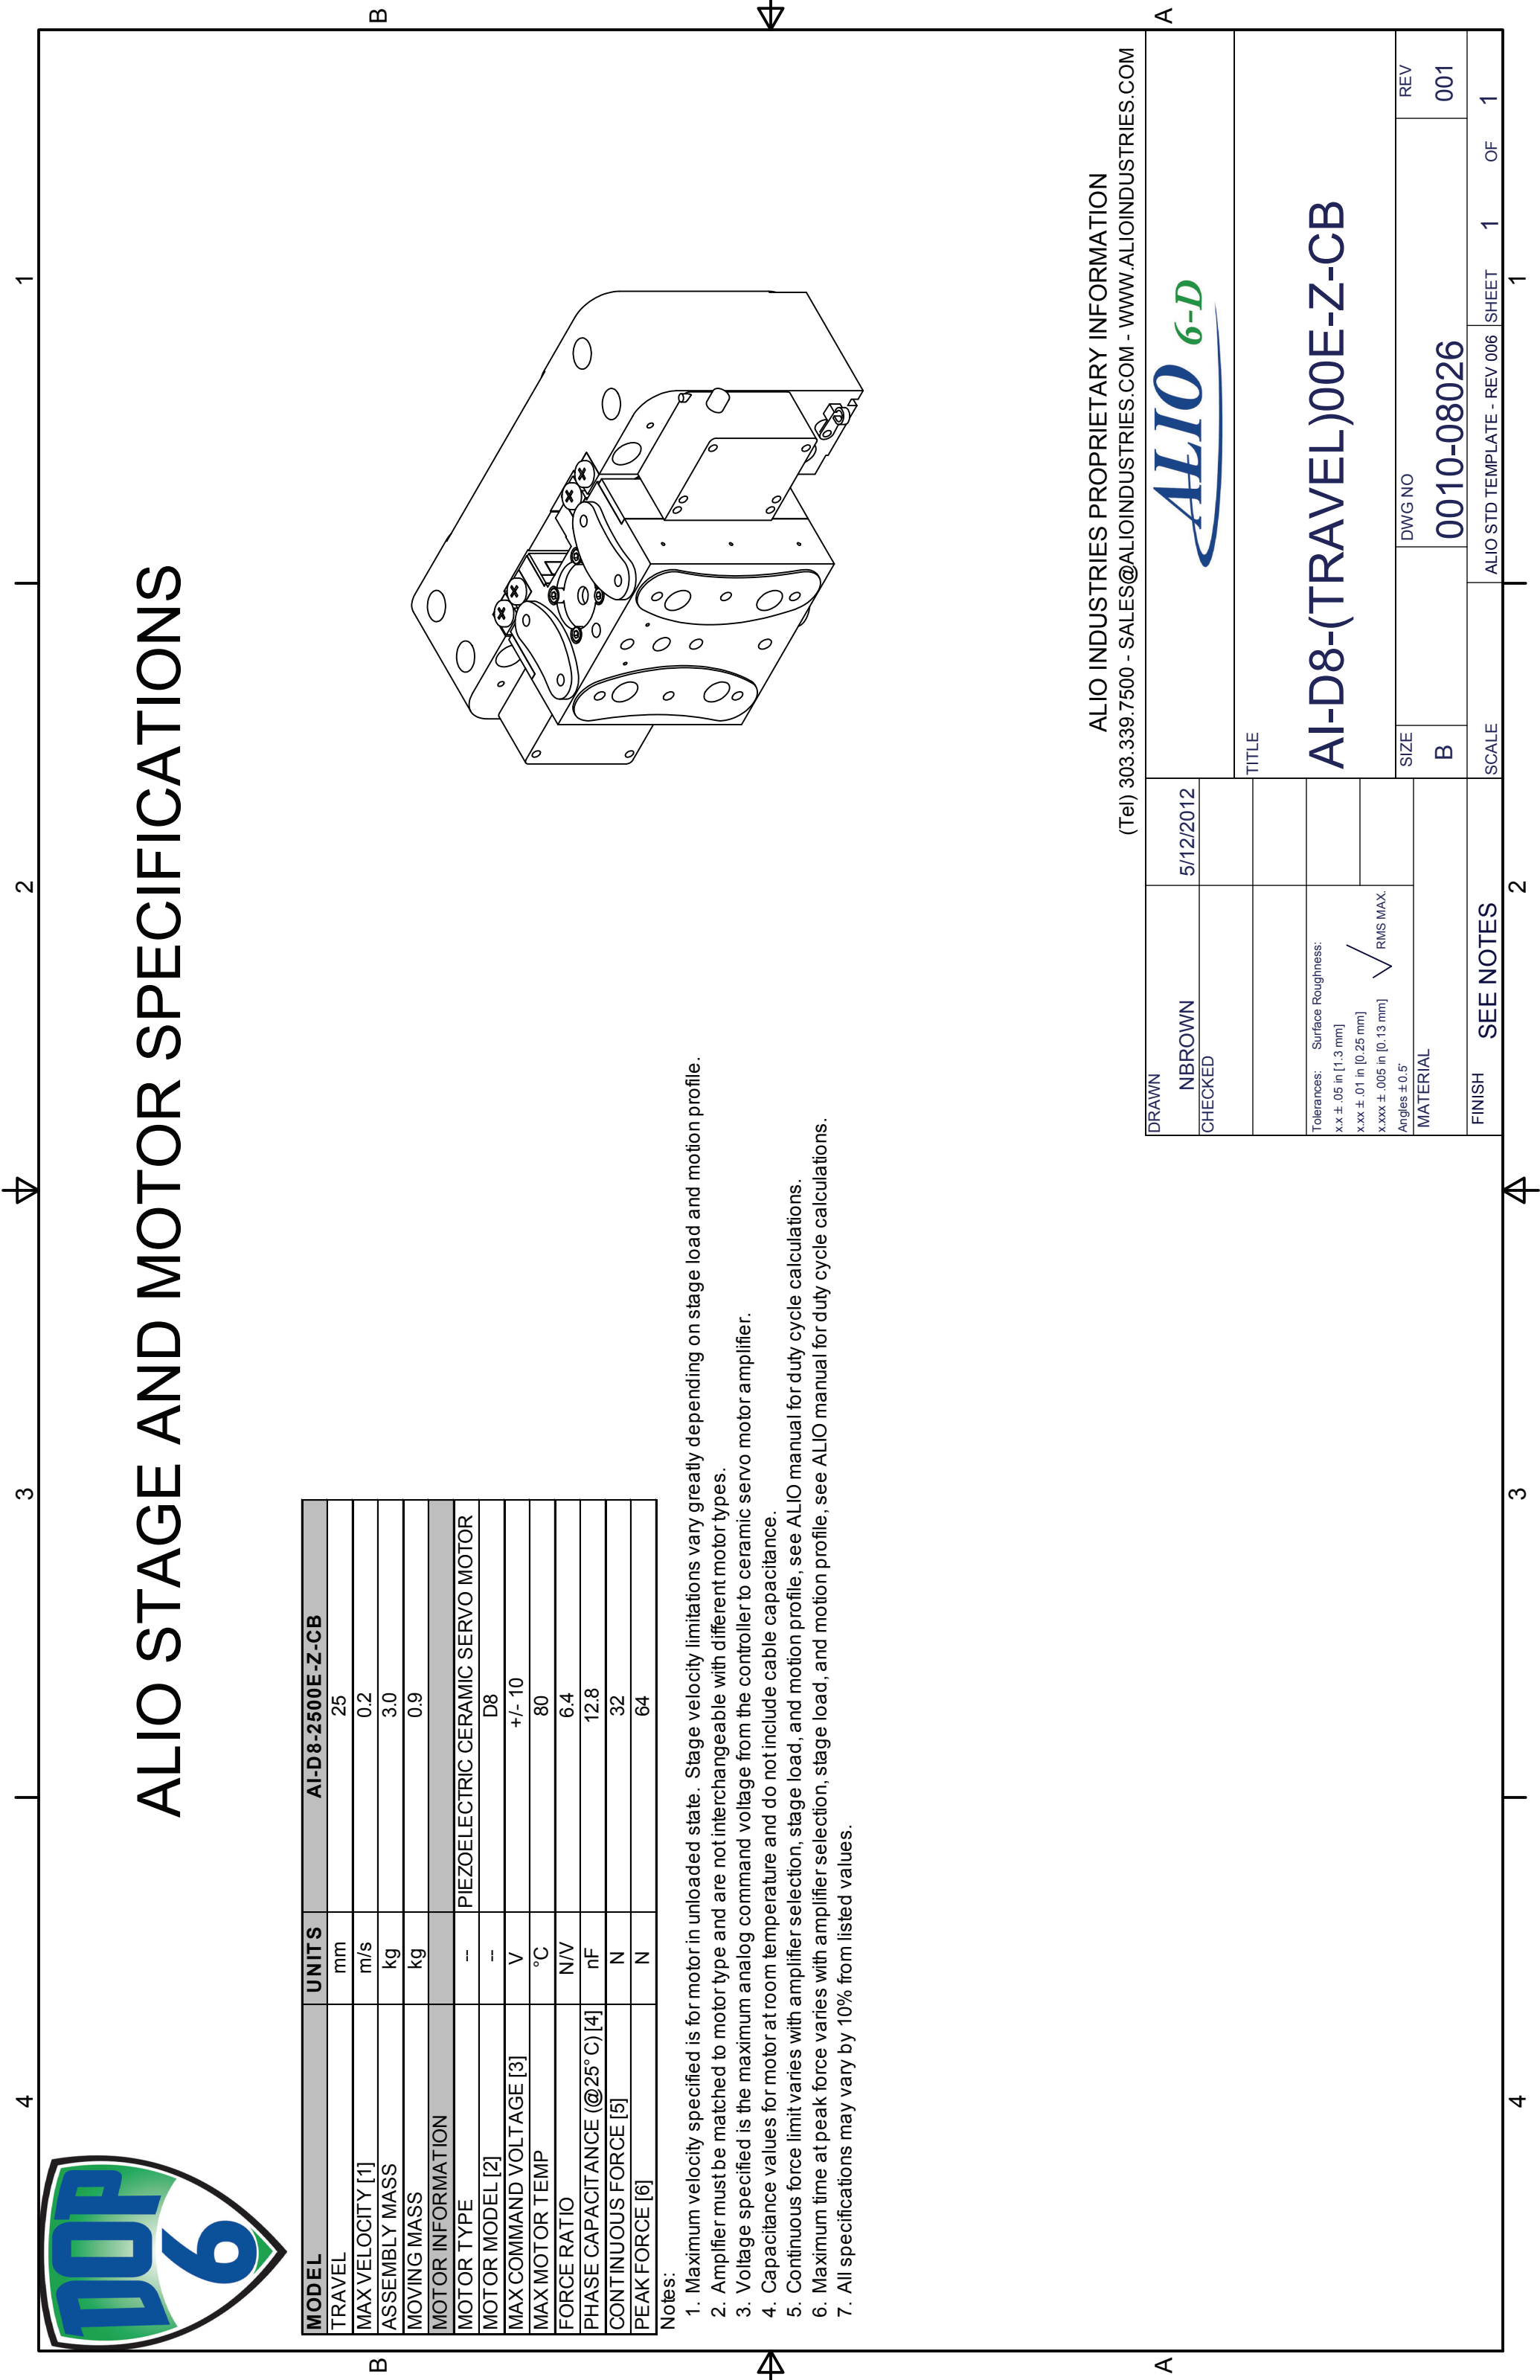 4 3 2 1
DOP
6
ALIO STAGE AND MOTOR SPECIFICATIONS
B B
MODEL UNITS AI-D8-2500E-Z-CB
TRAVEL mm 25
MAX VELOCITY [1] m/s 0.2
ASSEMBLY MASS kg 3.0
MOVING MASS kg 0.9
MOTOR INFORMATION
MOTOR TYPE -- PIEZOELECTRIC CERAMIC SERVO MOTOR
MOTOR MODEL [2] -- D8
MAX COMMAND VOLTAGE [3] V +/- 10
MAX MOTOR TEMP °C 80
FORCE RATIO N/V 6.4
PHASE CAPACITANCE (@25°C) [4] nF 12.8
CONTINUOUS FORCE [5] N 32
PEAK FORCE [6] N 64
Notes:
1. Maximum velocity specified is for motor in unloaded state. Stage velocity limitations vary greatly depending on stage load and motion profile.
2. Amplfier must be matched to motor type and are not interchangeable with different motor types.
3. Voltage specified is the maximum analog command voltage from the controller to ceramic servo motor amplifier.
4. Capacitance values for motor at room temperature and do not include cable capacitance.
5. Continuous force limit varies with amplifier selection, stage load, and motion profile, see ALIO manual for duty cycle calculations.
6. Maximum time at peak force varies with amplifier selection, stage load, and motion profile, see ALIO manual for duty cycle calculations.
7. All specifications may vary by 10% from listed values.
A A
ALIO INDUSTRIES PROPRIETARY INFORMATION
(Tel) 303.339.7500 - SALES@ALIOINDUSTRIES.COM - WWW.ALIOINDUSTRIES.COM
DRAWN
NBROWN 5/12/2012
CHECKED
ALIO 6-D
TITLE
AI-D8-(TRAVEL)00E-Z-CB
Tolerances: Surface Roughness:
x.x ± .05 in [1.3 mm]
x.xx ± .01 in [0.25 mm]
x.xxx ± .005 in [0.13 mm] RMS MAX.
Angles ± 0.5°
MATERIAL
FINISH SEE NOTES
SIZE DWG NO REV
B 0010-08026 001
SCALE ALIO STD TEMPLATE - REV 006 SHEET 1 OF 1
4 3 2 1